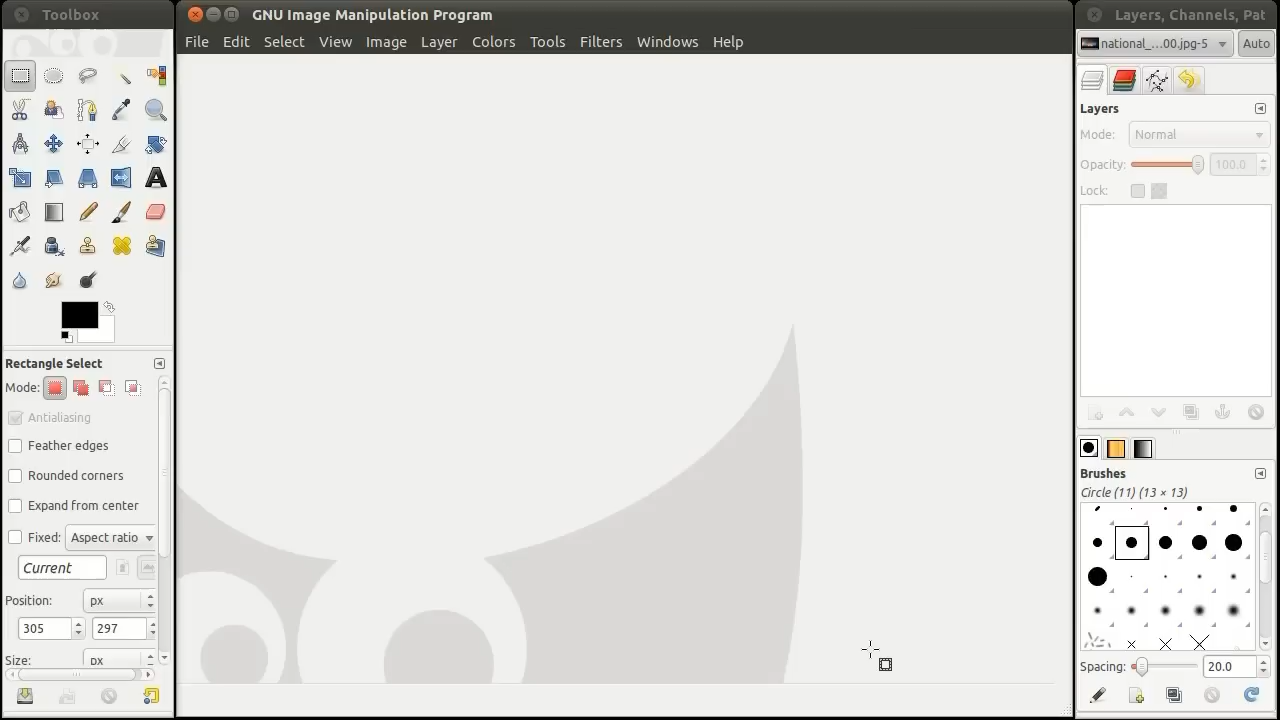 Toolbox
GNU Image Manipulation Program
Layers, Channels, Pat
File Edit Select View Image Layer Colors Tools Filters Windows Help
national_...00.jpg-5
Auto
Layers
Mode: Normal
Opacity: 100.0
Lock:
Rectangle Select
Mode:
Antialiasing
Feather edges
Rounded corners
Expand from center
Fixed: Aspect ratio
Current
Position: px
305 297
Size: px
Brushes
Circle (11) (13 × 13)
Spacing: 20.0